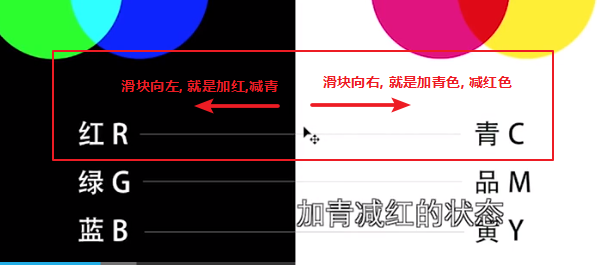 滑块向左, 就是加红,减青
滑块向右, 就是加青色, 减红色
红 R
青 C
绿 G
品 M
加青减红的状态
蓝 B
黄 Y